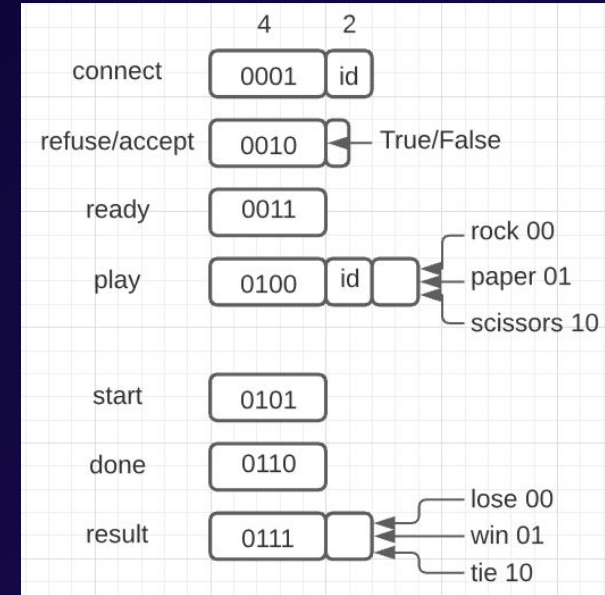 4 2
connect 0001 id
refuse/accept 0010 True/False
ready 0011
rock 00
play 0100 id paper 01
scissors 10
start 0101
done 0110
lose 00
result 0111 win 01
tie 10